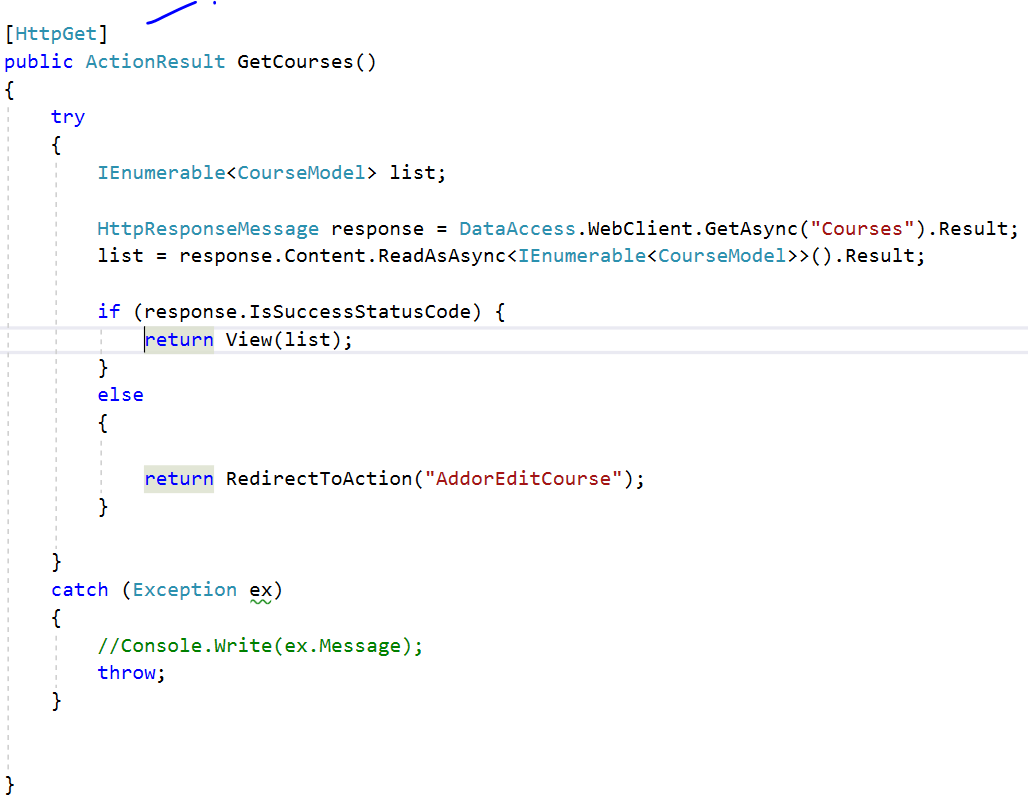 [HttpGet]
public ActionResult GetCourses()
{
    try
    {
        IEnumerable<CourseModel> list;
        HttpResponseMessage response = DataAccess.WebClient.GetAsync("Courses").Result;
        list = response.Content.ReadAsAsync<IEnumerable<CourseModel>>().Result;
        if (response.IsSuccessStatusCode) {
            return View(list);
        }
        else
        {
            return RedirectToAction("AddorEditCourse");
        }
    }
    catch (Exception ex)
    {
        //Console.Write(ex.Message);
        throw;
    }
}